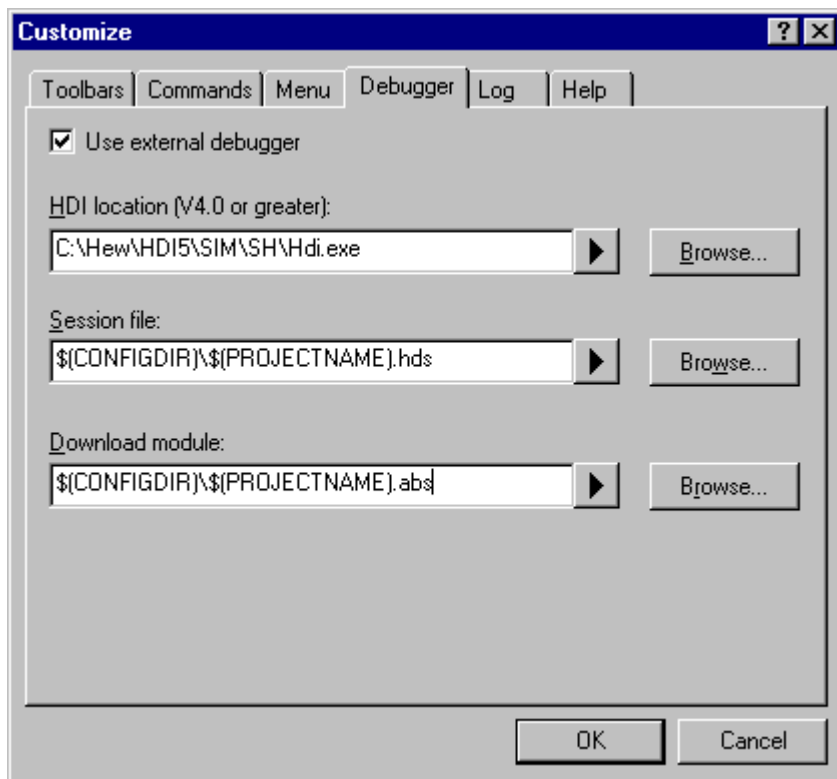 Customize
Toolbars Commands Menu Debugger Log Help
Use external debugger
HDI location (V4.0 or greater):
C:\Hew\HDI5\SIM\SH\Hdi.exe Browse...
Session file:
$(CONFIGDIR)\$(PROJECTNAME).hds Browse...
Download module:
$(CONFIGDIR)\$(PROJECTNAME).abs Browse...
OK Cancel